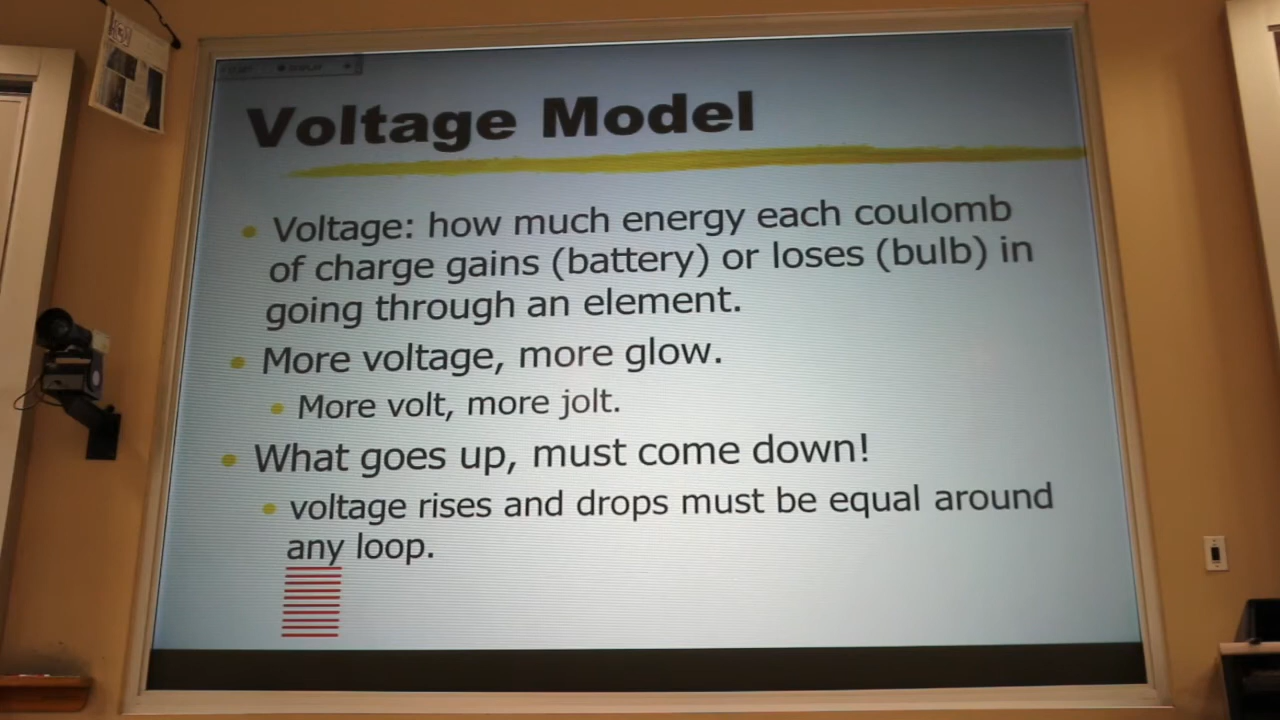 Voltage Model
Voltage: how much energy each coulomb
of charge gains (battery) or loses (bulb) in
going through an element.
More voltage, more glow.
More volt, more jolt.
What goes up, must come down!
voltage rises and drops must be equal around
any loop.